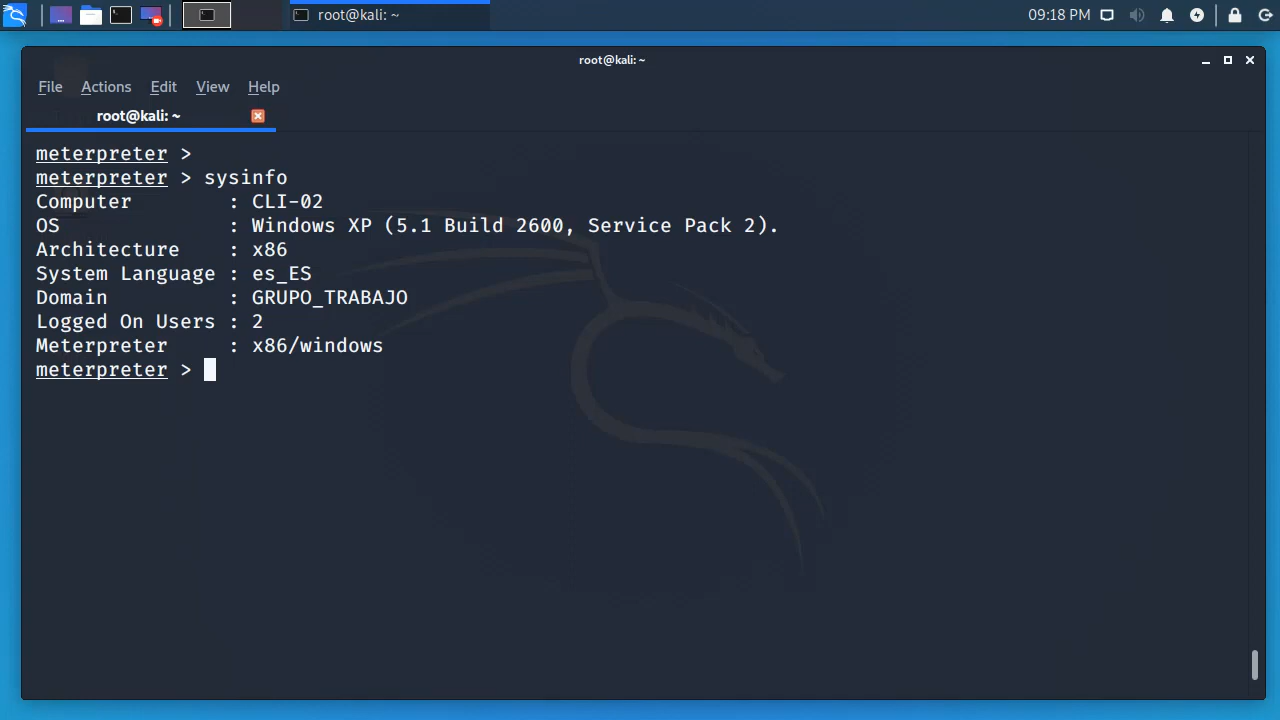 root@kali: ~
09:18 PM
root@kali: ~
File Actions Edit View Help
root@kali: ~
meterpreter >
meterpreter > sysinfo
Computer : CLI-02
OS : Windows XP (5.1 Build 2600, Service Pack 2).
Architecture : x86
System Language : es_ES
Domain : GRUPO_TRABAJO
Logged On Users : 2
Meterpreter : x86/windows
meterpreter >